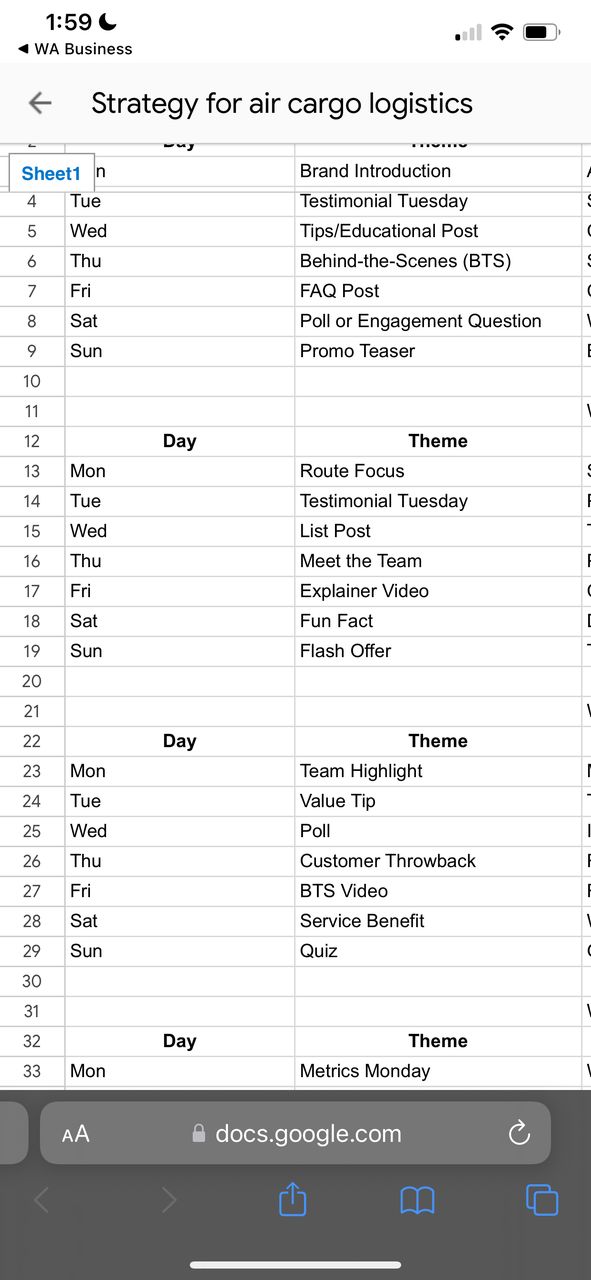 1:59
◀ WA Business
Strategy for air cargo logistics
Sheet1
Brand Introduction
4 Tue Testimonial Tuesday
5 Wed Tips/Educational Post
6 Thu Behind-the-Scenes (BTS)
7 Fri FAQ Post
8 Sat Poll or Engagement Question
9 Sun Promo Teaser
10
11
12 Day Theme
13 Mon Route Focus
14 Tue Testimonial Tuesday
15 Wed List Post
16 Thu Meet the Team
17 Fri Explainer Video
18 Sat Fun Fact
19 Sun Flash Offer
20
21
22 Day Theme
23 Mon Team Highlight
24 Tue Value Tip
25 Wed Poll
26 Thu Customer Throwback
27 Fri BTS Video
28 Sat Service Benefit
29 Sun Quiz
30
31
32 Day Theme
33 Mon Metrics Monday
AA docs.google.com